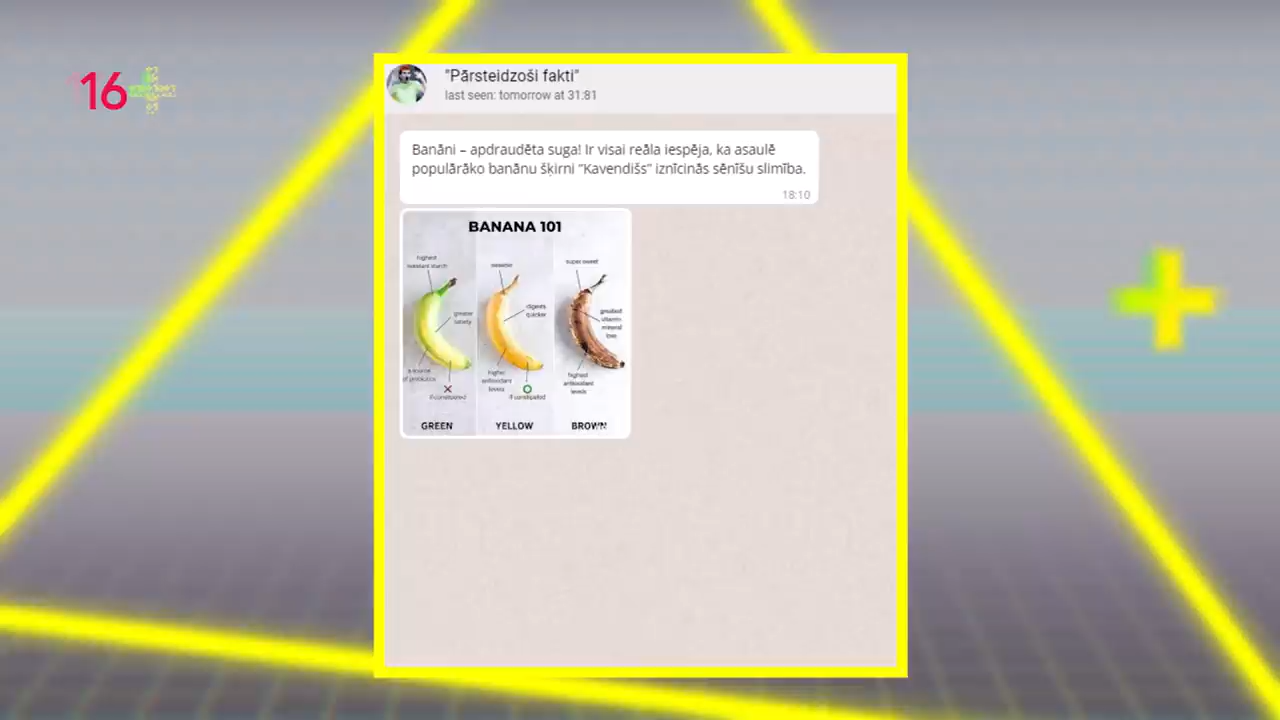 16+
"Pārsteidzoši fakti"
last seen: tomorrow at 31:81
Banāni – apdraudēta suga! Ir visai reāla iespēja, ka asaulē
populārāko banānu šķirni “Kavendišs” iznīcinās sēnīšu slimība.
18:10
BANANA 101
highest
resistant starch
greater
satiety
a source
of probiotics
if constipated
GREEN
sweeter
digests
quicker
higher
antioxidant
levels
if constipated
YELLOW
super sweet
greatest
vitamin
mineral
loss
highest
antioxidant
levels
BROWN